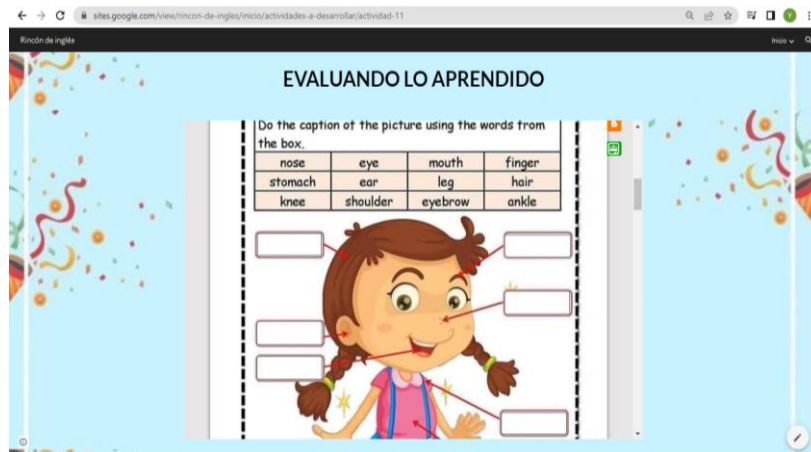 sites.google.com/view/rincon-de-ingles/inicio/actividades-a-desarrollar/actividad-11
Rincón de inglés
Inicio
EVALUANDO LO APRENDIDO
Do the caption of the picture using the words from
the box.
nose eye mouth finger
stomach ear leg hair
knee shoulder eyebrow ankle